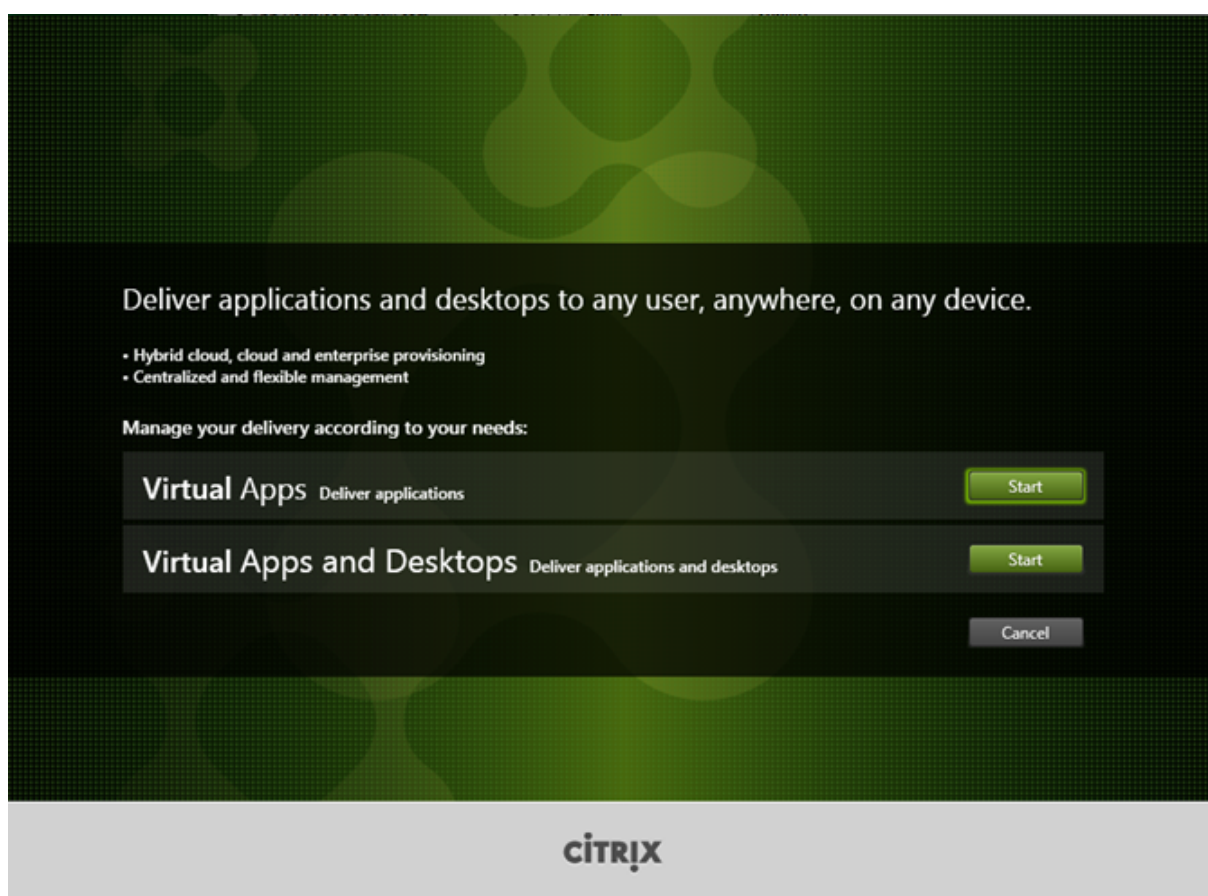 Deliver applications and desktops to any user, anywhere, on any device.
• Hybrid cloud, cloud and enterprise provisioning
• Centralized and flexible management
Manage your delivery according to your needs:
Virtual Apps Deliver applications Start
Virtual Apps and Desktops Deliver applications and desktops Start
Cancel
CİTRỊX